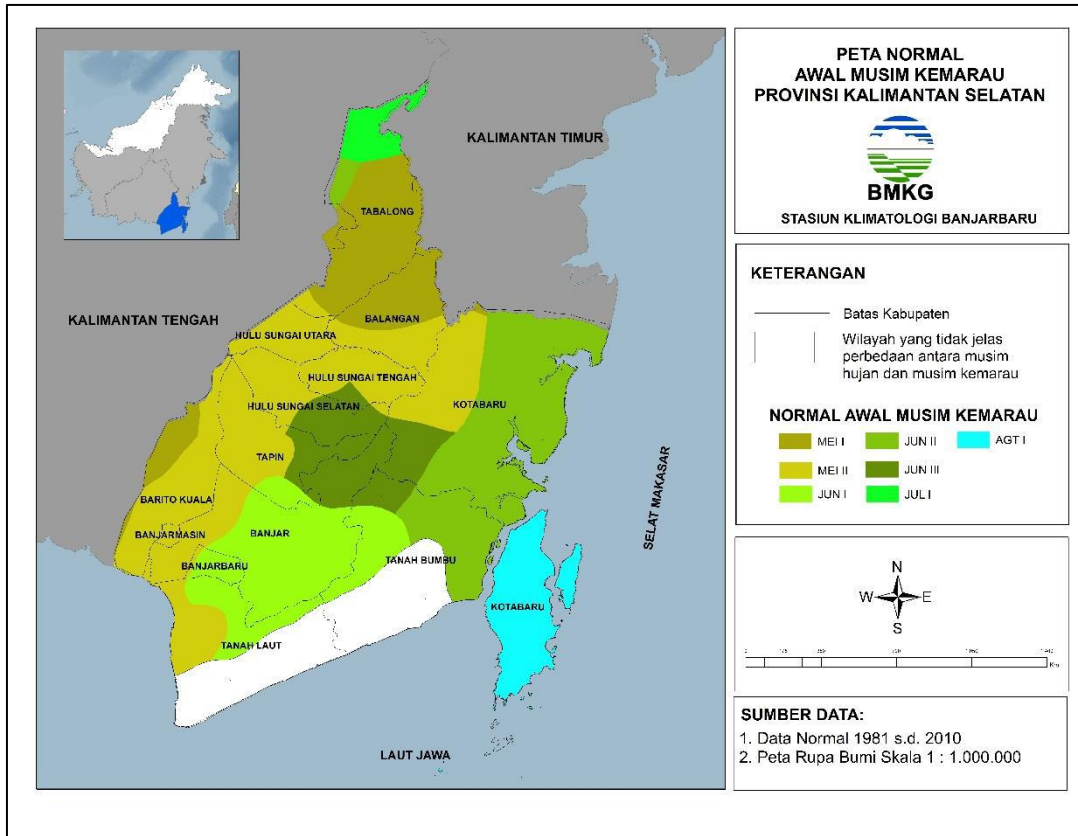 PETA NORMAL
AWAL MUSIM KEMARAU
PROVINSI KALIMANTAN SELATAN
BMKG
STASIUN KLIMATOLOGI BANJARBARU
KETERANGAN
Batas Kabupaten
Wilayah yang tidak jelas
perbedaan antara musim
hujan dan musim kemarau
NORMAL AWAL MUSIM KEMARAU
MEI I
JUN II
AGT I
MEI II
JUN III
JUN I
JUL I
N
W
E
S
Km
SUMBER DATA:
1. Data Normal 1981 s.d. 2010
2. Peta Rupa Bumi Skala 1 : 1.000.000
KALIMANTAN TIMUR
TABALONG
KALIMANTAN TENGAH
BALANGAN
HULU SUNGAI UTARA
HULU SUNGAI TENGAH
HULU SUNGAI SELATAN
KOTABARU
TAPIN
BARITO KUALA
BANJARMASIN
BANJAR
BANJARBARU
TANAH BUMBU
KOTABARU
TANAH LAUT
SELAT MAKASAR
LAUT JAWA